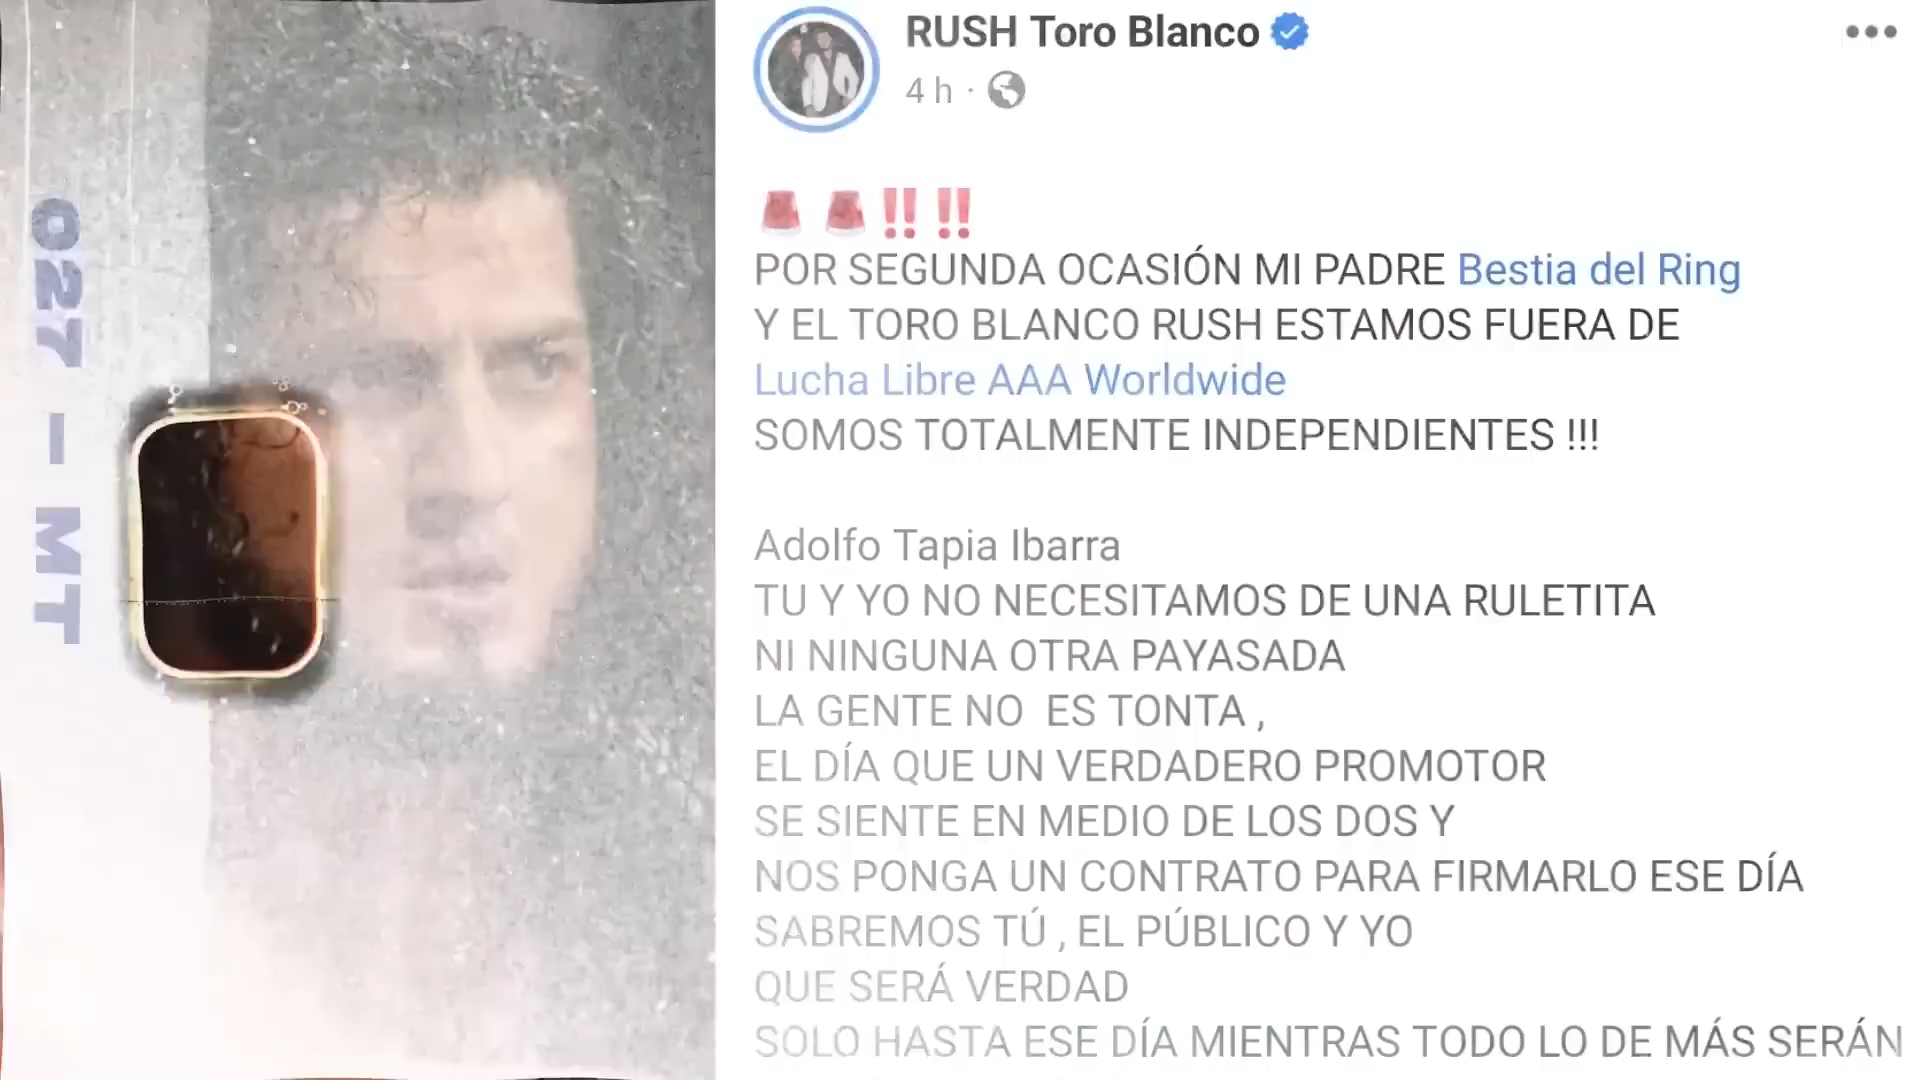 027 – MT
RUSH Toro Blanco
4 h ·
🚨 🚨‼️ ‼️
POR SEGUNDA OCASIÓN MI PADRE Bestia del Ring
Y EL TORO BLANCO RUSH ESTAMOS FUERA DE
Lucha Libre AAA Worldwide
SOMOS TOTALMENTE INDEPENDIENTES !!!
Adolfo Tapia Ibarra
TU Y YO NO NECESITAMOS DE UNA RULETITA
NI NINGUNA OTRA PAYASADA
LA GENTE NO  ES TONTA ,
EL DÍA QUE UN VERDADERO PROMOTOR
SE SIENTE EN MEDIO DE LOS DOS Y
NOS PONGA UN CONTRATO PARA FIRMARLO ESE DÍA
SABREMOS TÚ , EL PÚBLICO Y YO
QUE SERÁ VERDAD
SOLO HASTA ESE DÍA MIENTRAS TODO LO DE MÁS SERÁN